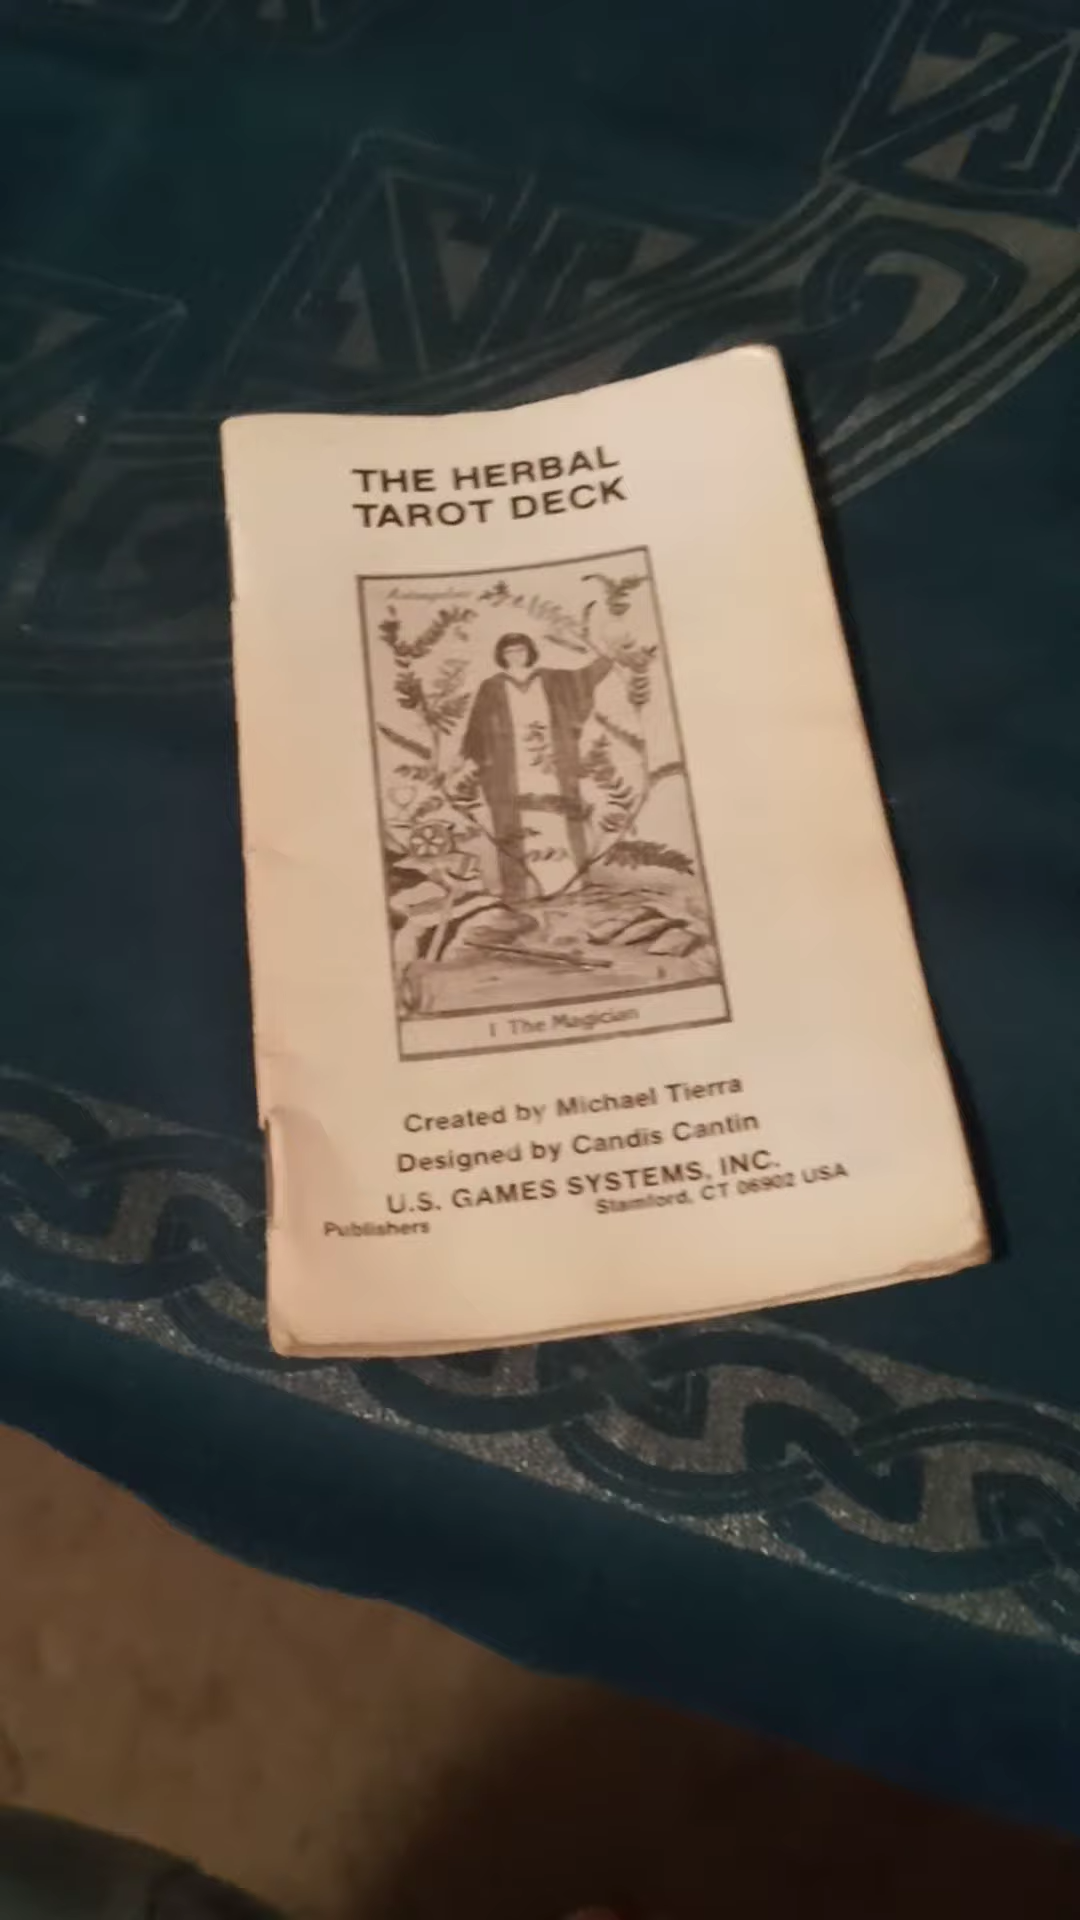 THE HERBAL
TAROT DECK
I The Magician
Created by Michael Tierra
Designed by Candis Cantin
U.S. GAMES SYSTEMS, INC.
Publishers Stamford, CT 06902 USA